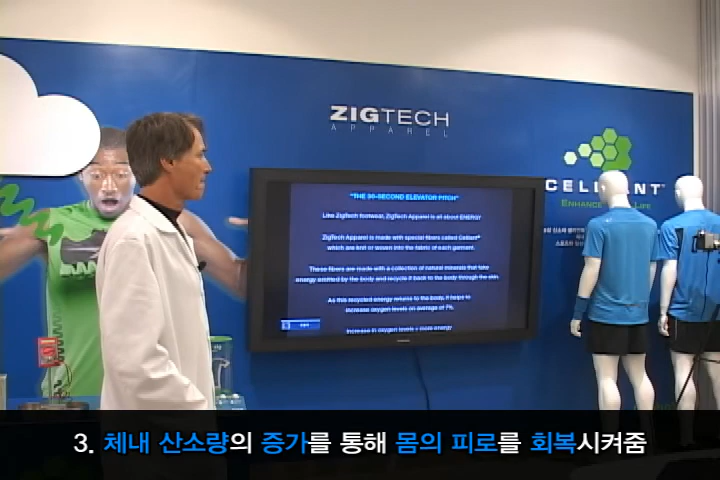 ZIGTECH
APPAREL
"THE 30-SECOND ELEVATOR PITCH"
Like Zigtech footwear, ZigTech Apparel is all about ENERGY
ZigTech Apparel is made with special fibers called Celliant®
which are knit or woven into the fabric of each garment.
These fibers are made with a collection of natural minerals that take
energy emitted by the body and recycle it back to the body through the skin.
As this recycled energy returns to the body, it helps to
increase oxygen levels on average of 7%.
Increase in oxygen levels = more energy
CELLIANT™
ENHANCE LIFE
3. 체내 산소량의 증가를 통해 몸의 피로를 회복시켜줌